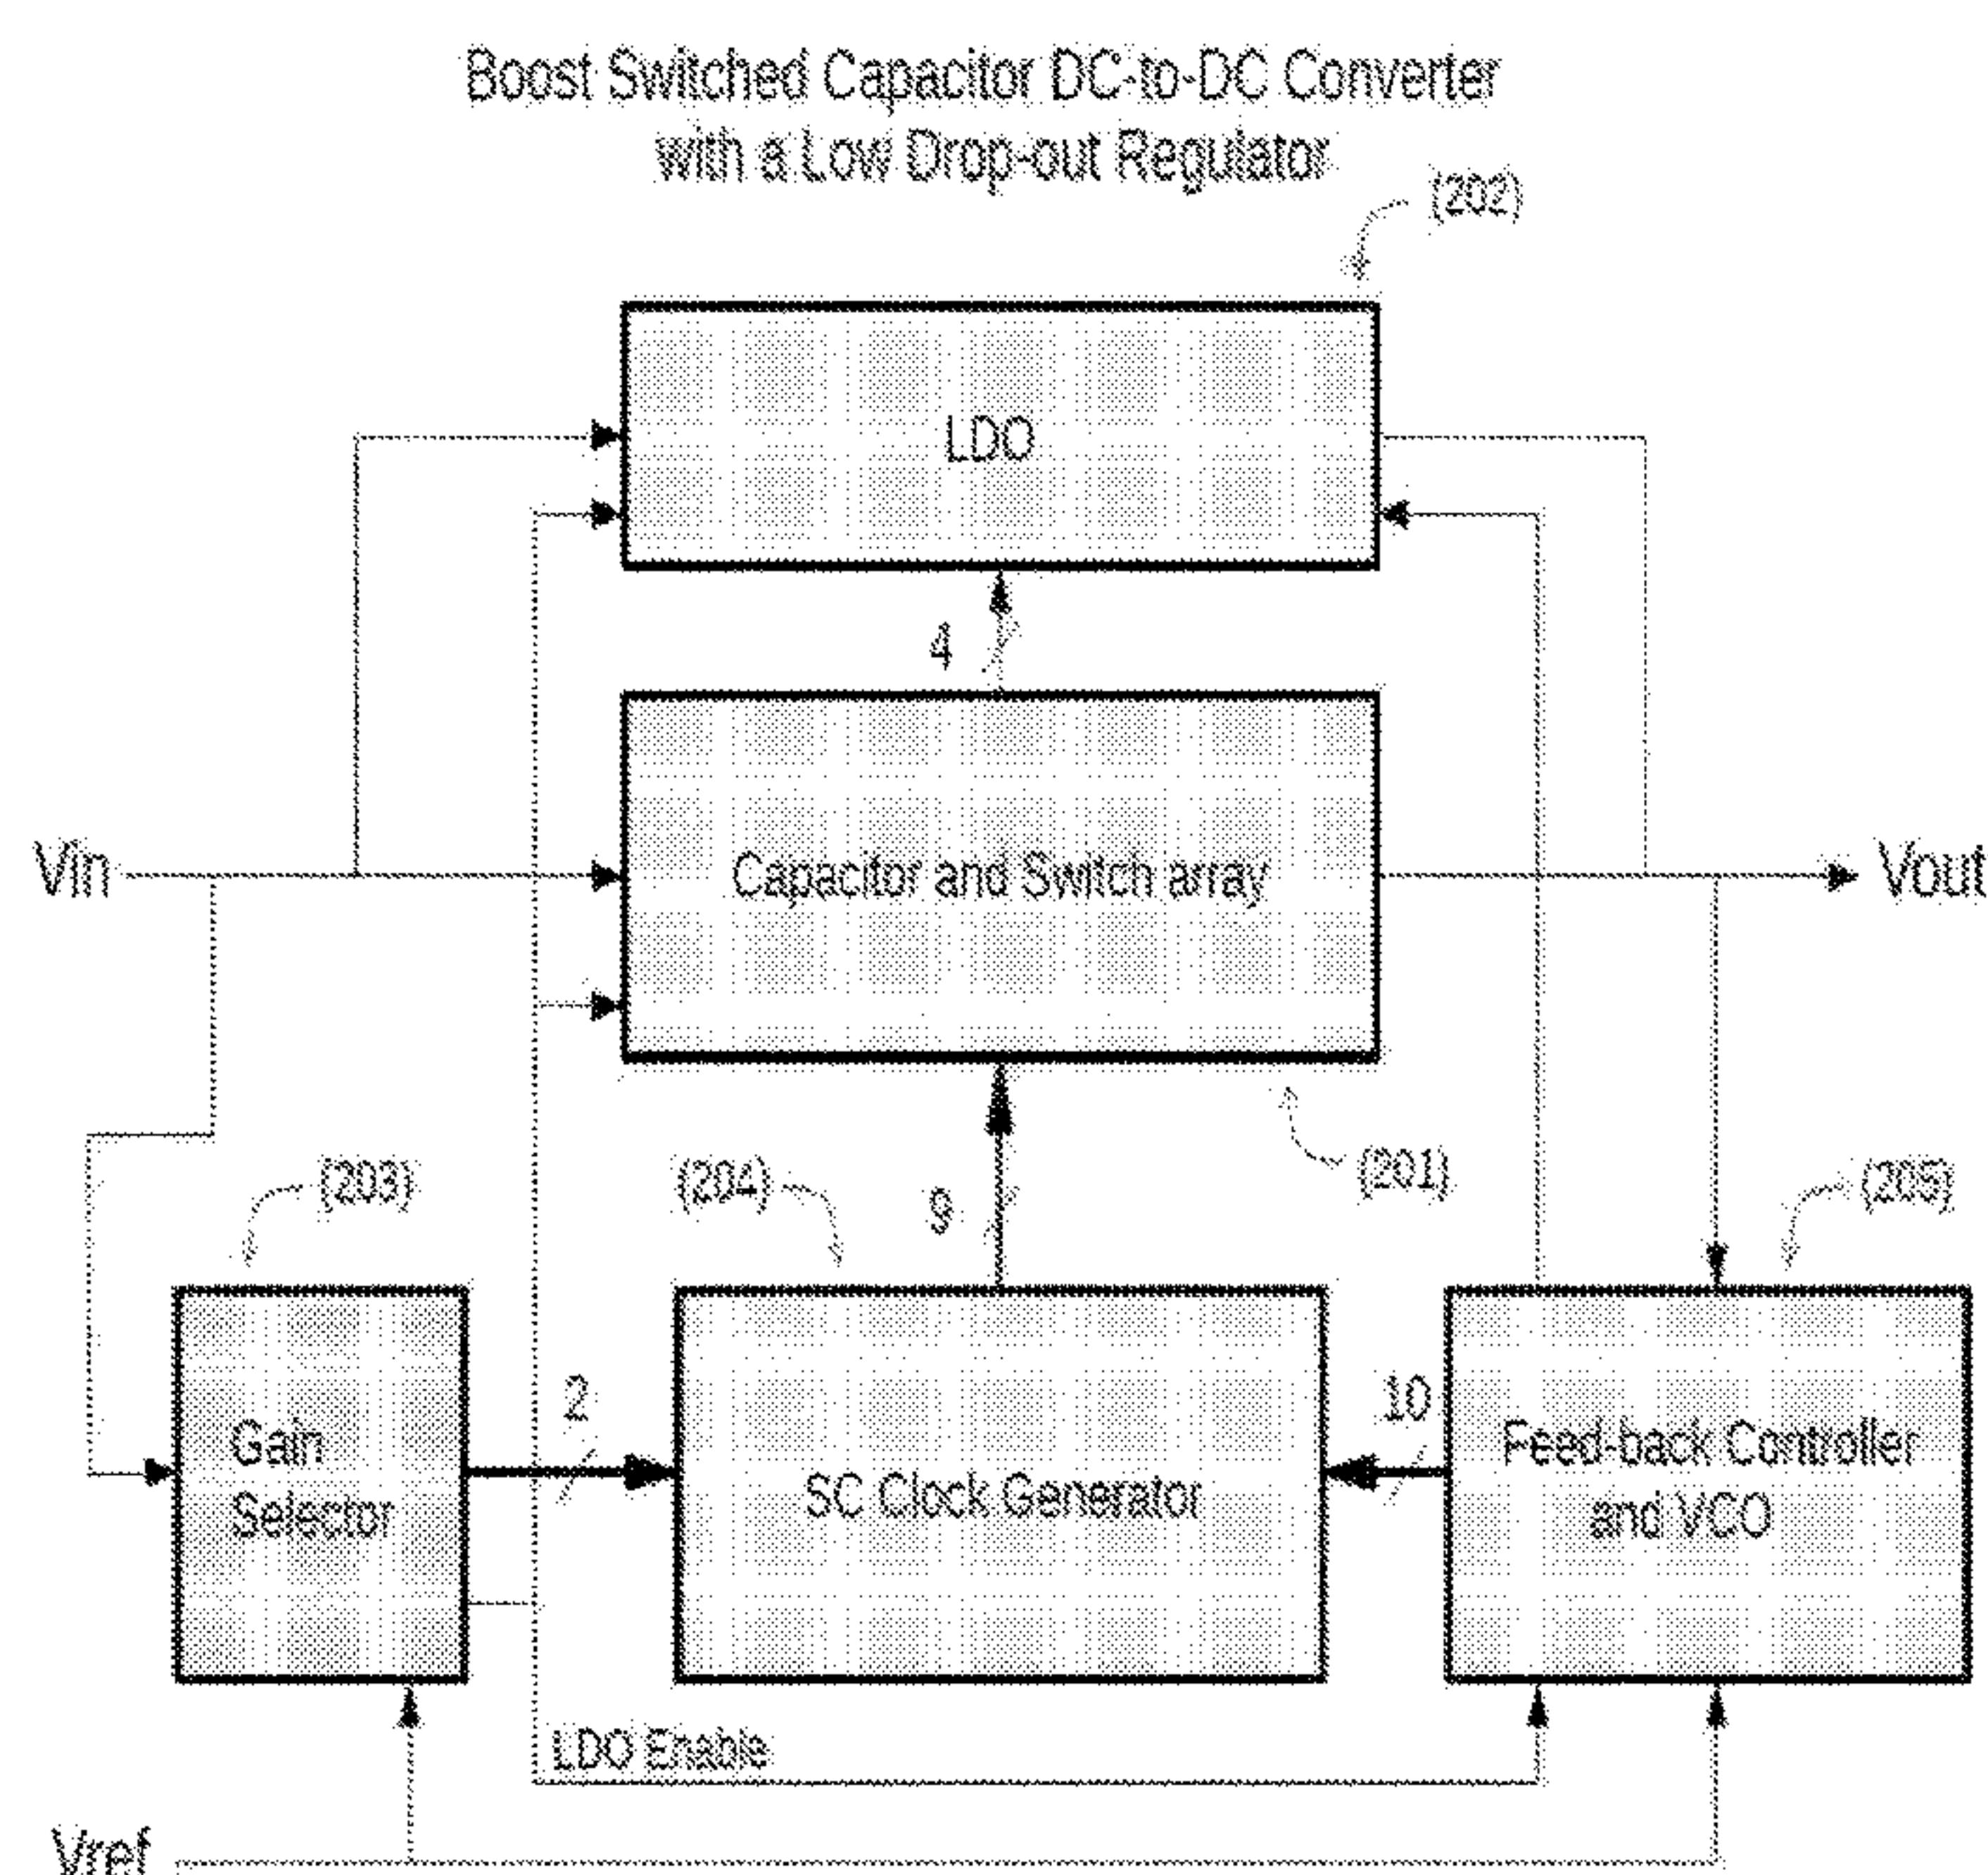 Boost Switched Capacitor DC-to-DC Converter
with a Low Drop-out Regulator
(202)
LDO
4
Vin
Capacitor and Switch array
Vout
(203)
(204)
9
(201)
(205)
Gain
Selector
2
SC Clock Generator
10
Feed-back Controller
and VCO
LDO Enable
Vref